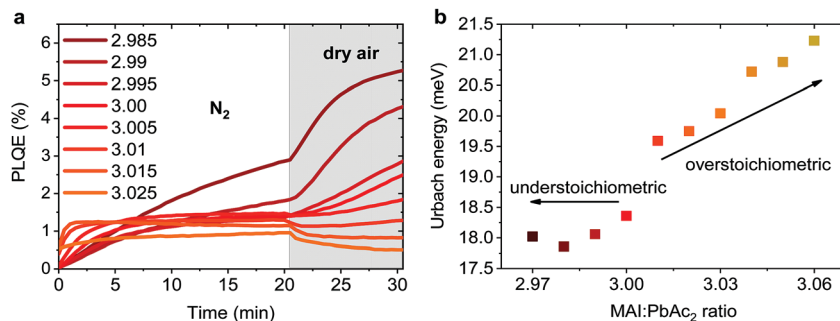 a
PLQE (%)
6
5
4
3
2
1
0
2.985
2.99
2.995
3.00
3.005
3.01
3.015
3.025
N2
dry air
0 5 10 15 20 25 30
Time (min)
b
Urbach energy (meV)
21.5
21.0
20.5
20.0
19.5
19.0
18.5
18.0
17.5
understoichiometric
overstoichiometric
2.97 3.00 3.03 3.06
MAI:PbAc2 ratio